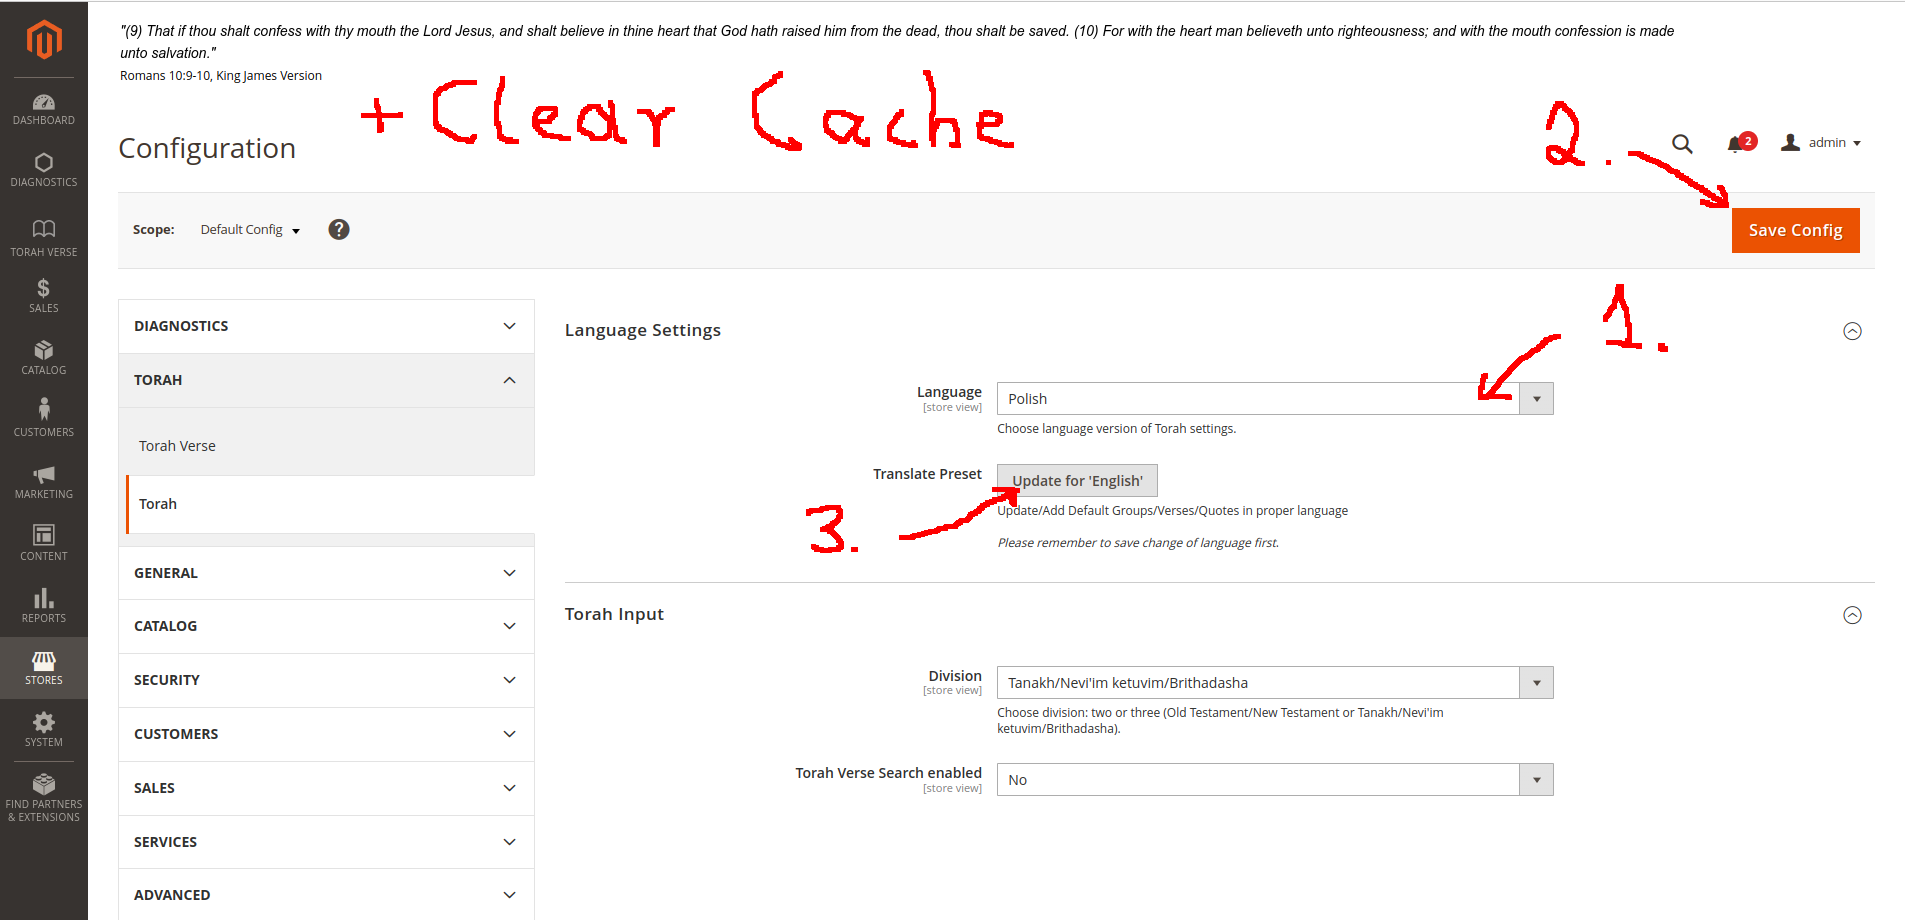 "(9) That if thou shalt confess with thy mouth the Lord Jesus, and shalt believe in thine heart that God hath raised him from the dead, thou shalt be saved. (10) For with the heart man believeth unto righteousness; and with the mouth confession is made
unto salvation."
Romans 10:9-10, King James Version
+ Clear Cache
Configuration
2.
2
admin
Scope: Default Config ?
Save Config
1.
DASHBOARD
DIAGNOSTICS
TORAH VERSE
$
SALES
CATALOG
CUSTOMERS
MARKETING
CONTENT
REPORTS
STORES
SYSTEM
FIND PARTNERS
& EXTENSIONS
DIAGNOSTICS
TORAH
Torah Verse
Torah
GENERAL
CATALOG
SECURITY
CUSTOMERS
SALES
SERVICES
ADVANCED
Language Settings
Language
[store view]
Polish
Choose language version of Torah settings.
Translate Preset
Update for 'English'
3.
Update/Add Default Groups/Verses/Quotes in proper language
Please remember to save change of language first.
Torah Input
Division
[store view]
Tanakh/Nevi'im ketuvim/Brithadasha
Choose division: two or three (Old Testament/New Testament or Tanakh/Nevi'im
ketuvim/Brithadasha).
Torah Verse Search enabled
[store view]
No